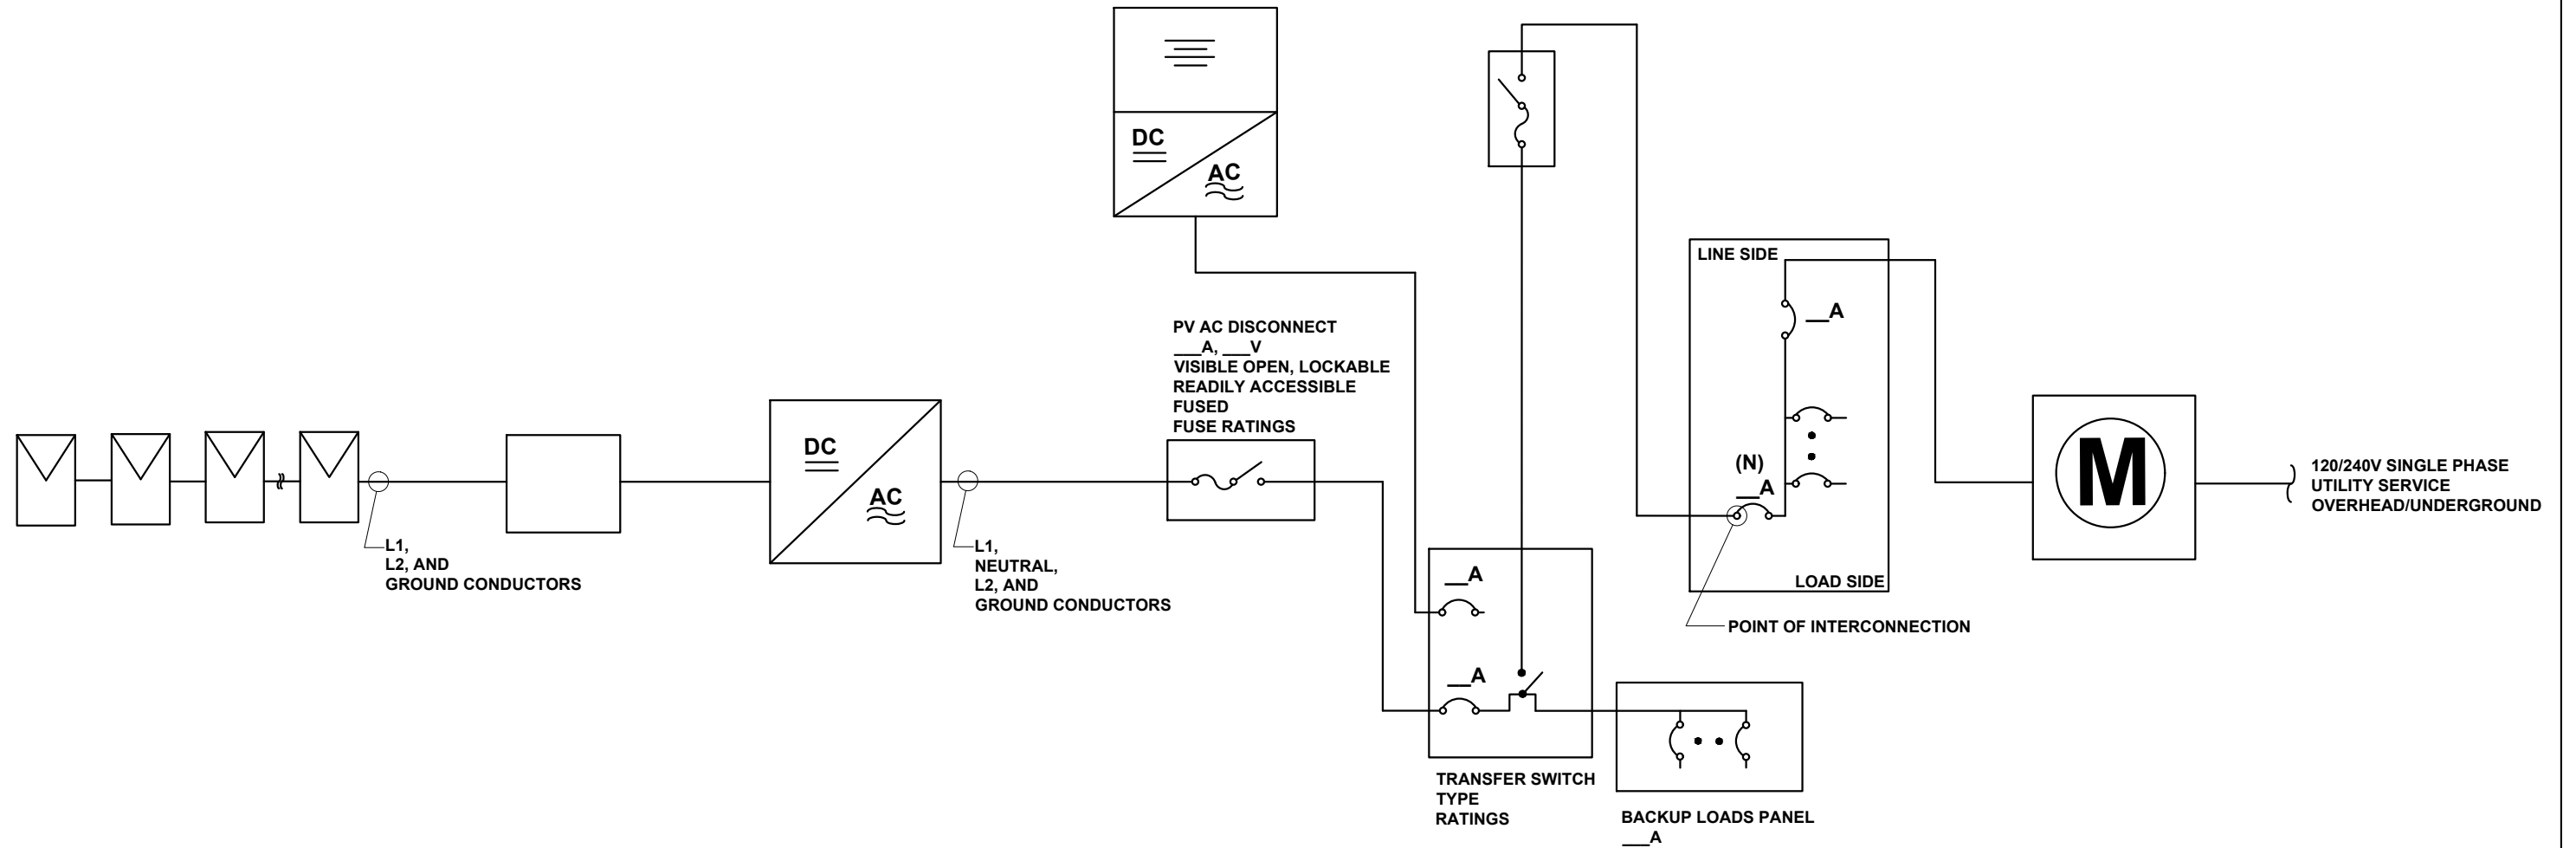 DC
AC
LINE SIDE
__A
PV AC DISCONNECT
___A, ___V
VISIBLE OPEN, LOCKABLE
READILY ACCESSIBLE
FUSED
FUSE RATINGS
DC
AC
L1,
L2, AND
GROUND CONDUCTORS
L1,
NEUTRAL,
L2, AND
GROUND CONDUCTORS
(N)
__A
LOAD SIDE
POINT OF INTERCONNECTION
M
120/240V SINGLE PHASE
UTILITY SERVICE
OVERHEAD/UNDERGROUND
__A
__A
TRANSFER SWITCH
TYPE
RATINGS
BACKUP LOADS PANEL
___A